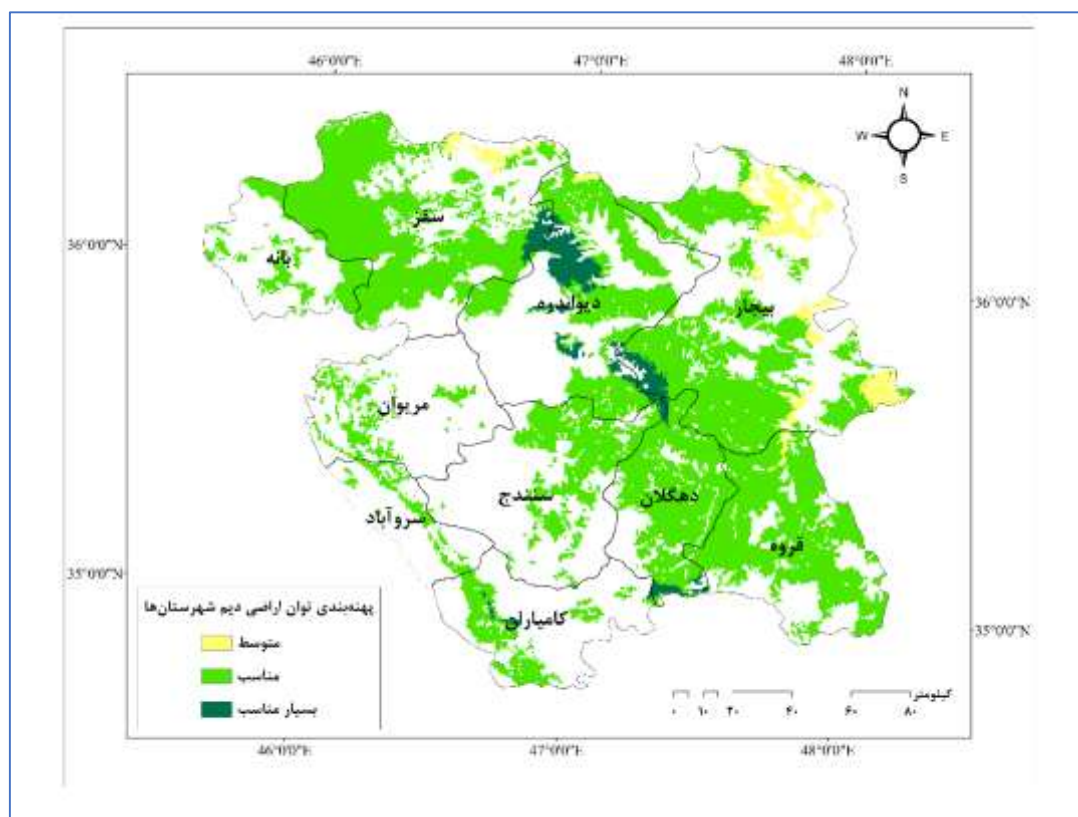 46°0'0"E 47°0'0"E 48°0'0"E
N
W E
S
سقز
36°0'0"N
بانه
دیواندره
بیجار
36°0'0"N
مریوان
سنندج
دهگلان
سروآباد
قروه
35°0'0"N
کامیاران
35°0'0"N
پهنه‌بندی توان اراضی دیم شهرستان‌ها
متوسط
مناسب
بسیار مناسب
کیلومتر
۰ ۱۰ ۲۰ ۴۰ ۶۰ ۸۰
46°0'0"E 47°0'0"E 48°0'0"E